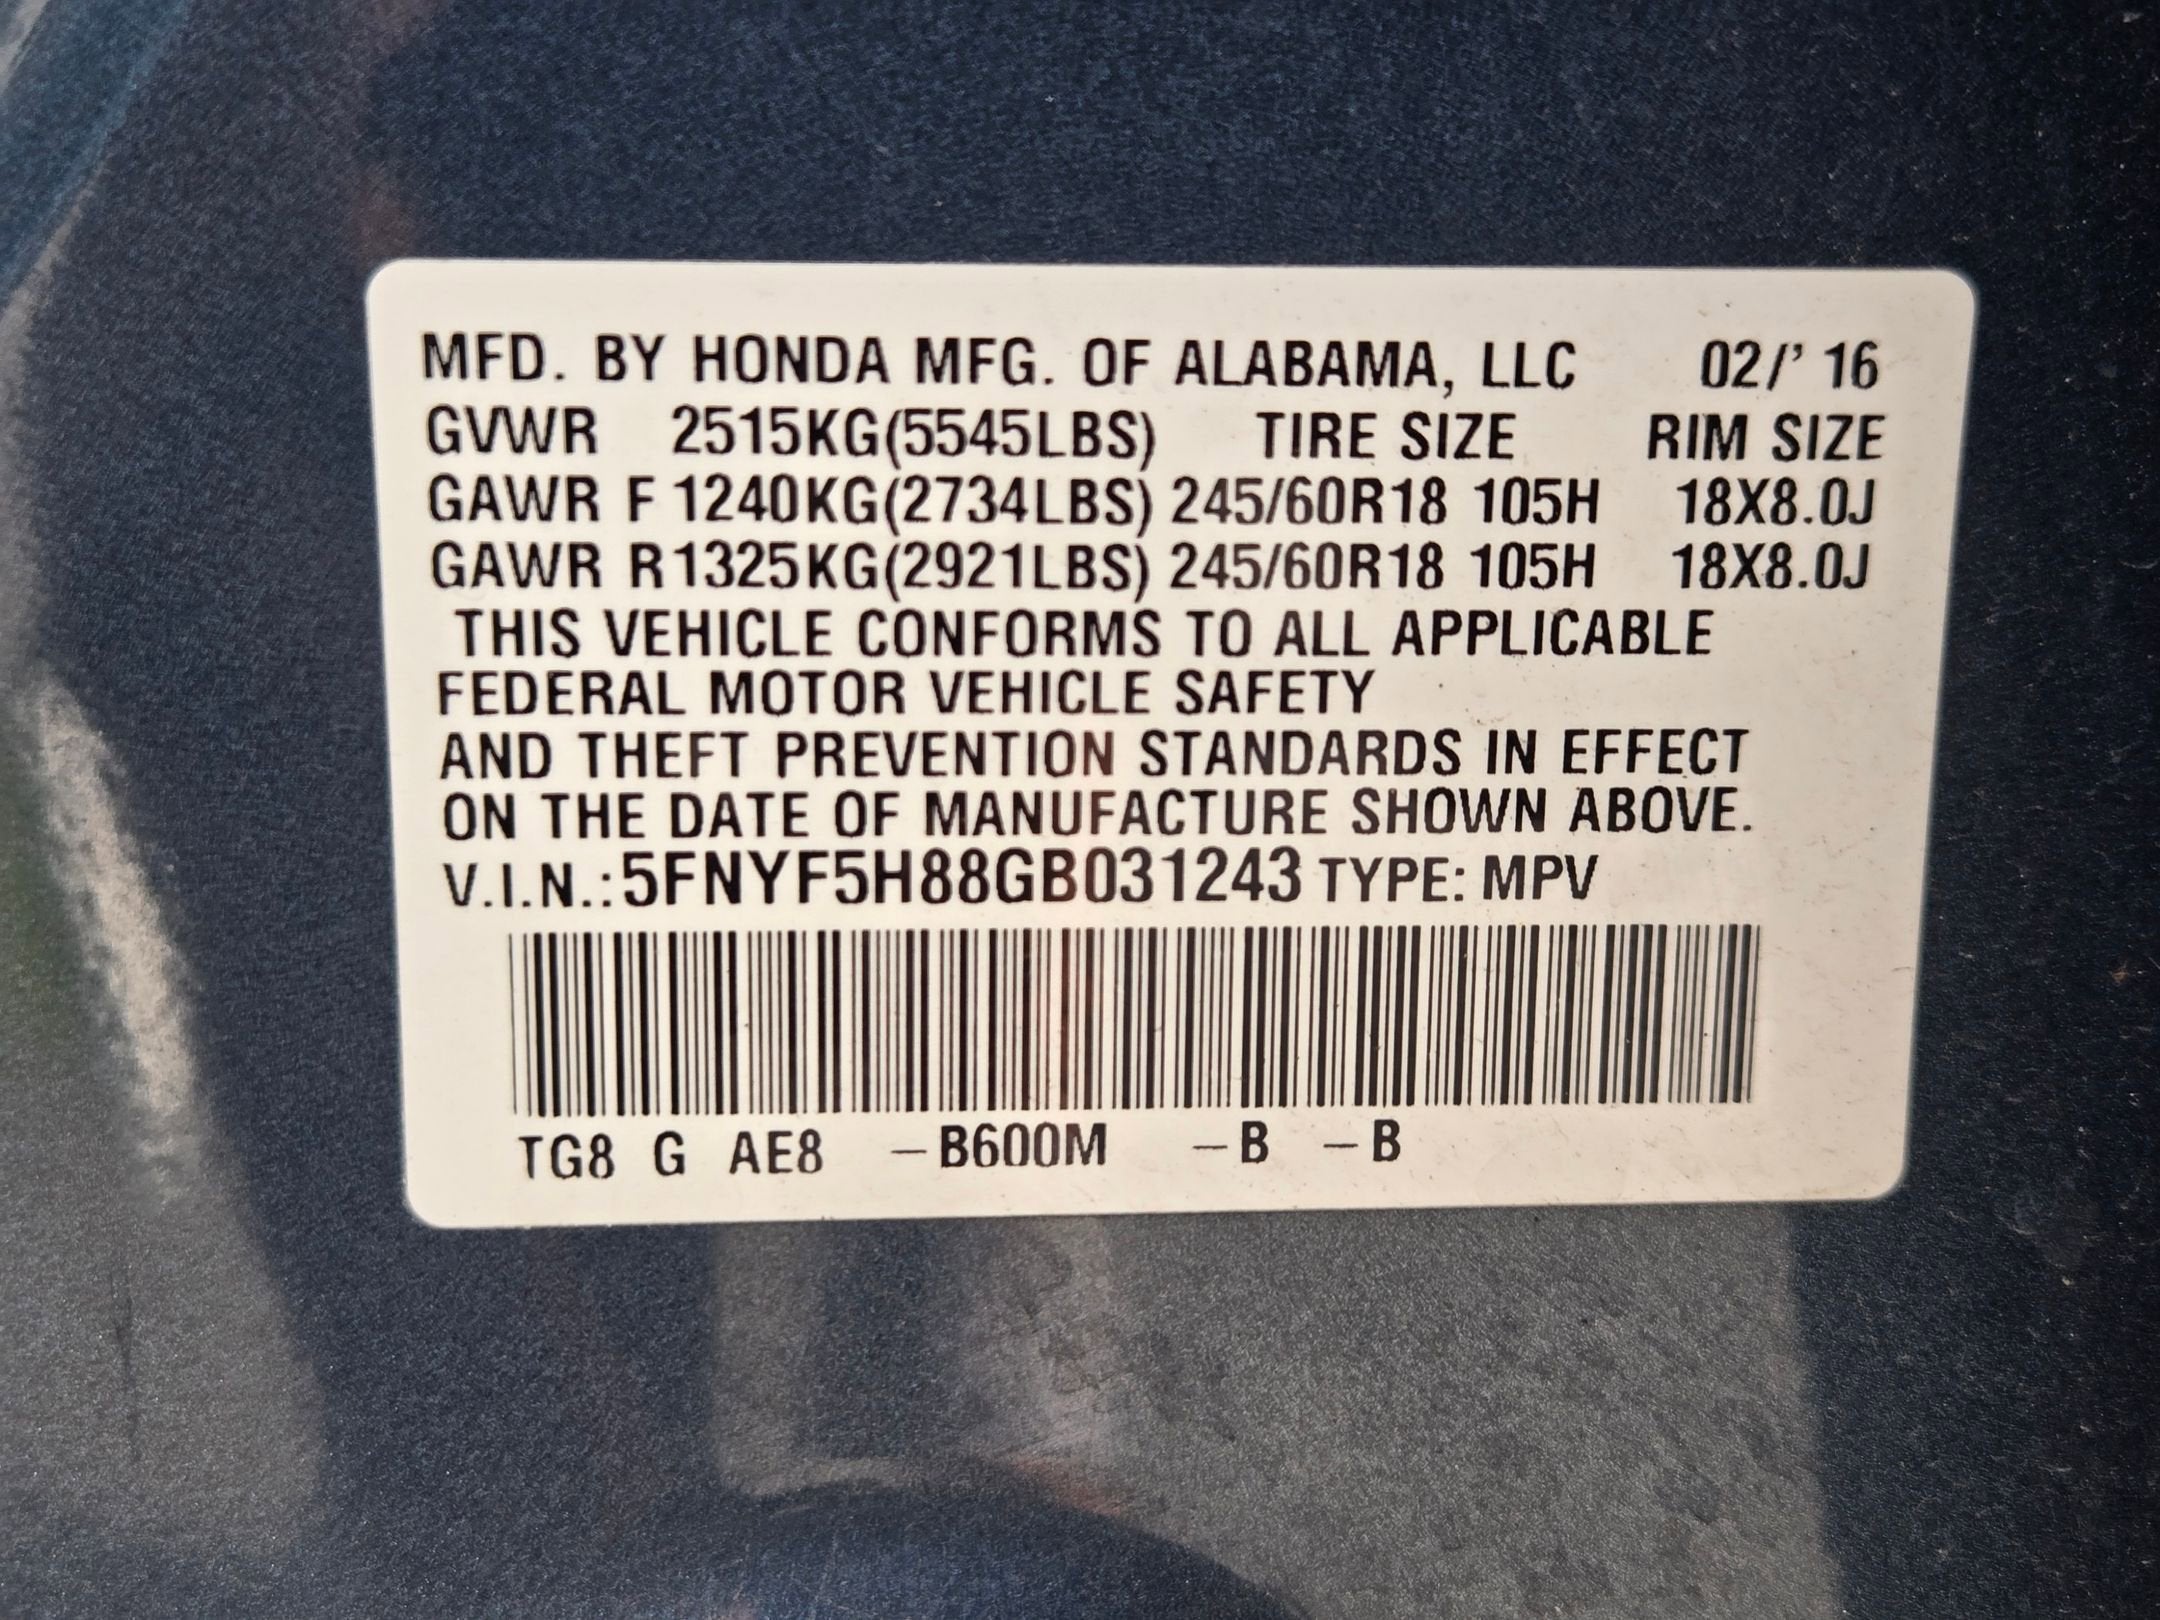 MFD. BY HONDA MFG. OF ALABAMA, LLC 02/' 16
GVWR 2515KG(5545LBS) TIRE SIZE RIM SIZE
GAWR F 1240KG(2734LBS) 245/60R18 105H 18X8.0J
GAWR R 1325KG(2921LBS) 245/60R18 105H 18X8.0J
THIS VEHICLE CONFORMS TO ALL APPLICABLE
FEDERAL MOTOR VEHICLE SAFETY
AND THEFT PREVENTION STANDARDS IN EFFECT
ON THE DATE OF MANUFACTURE SHOWN ABOVE.
V.I.N.:5FNYF5H88GB031243 TYPE: MPV
TG8 G AE8 –B600M –B –B